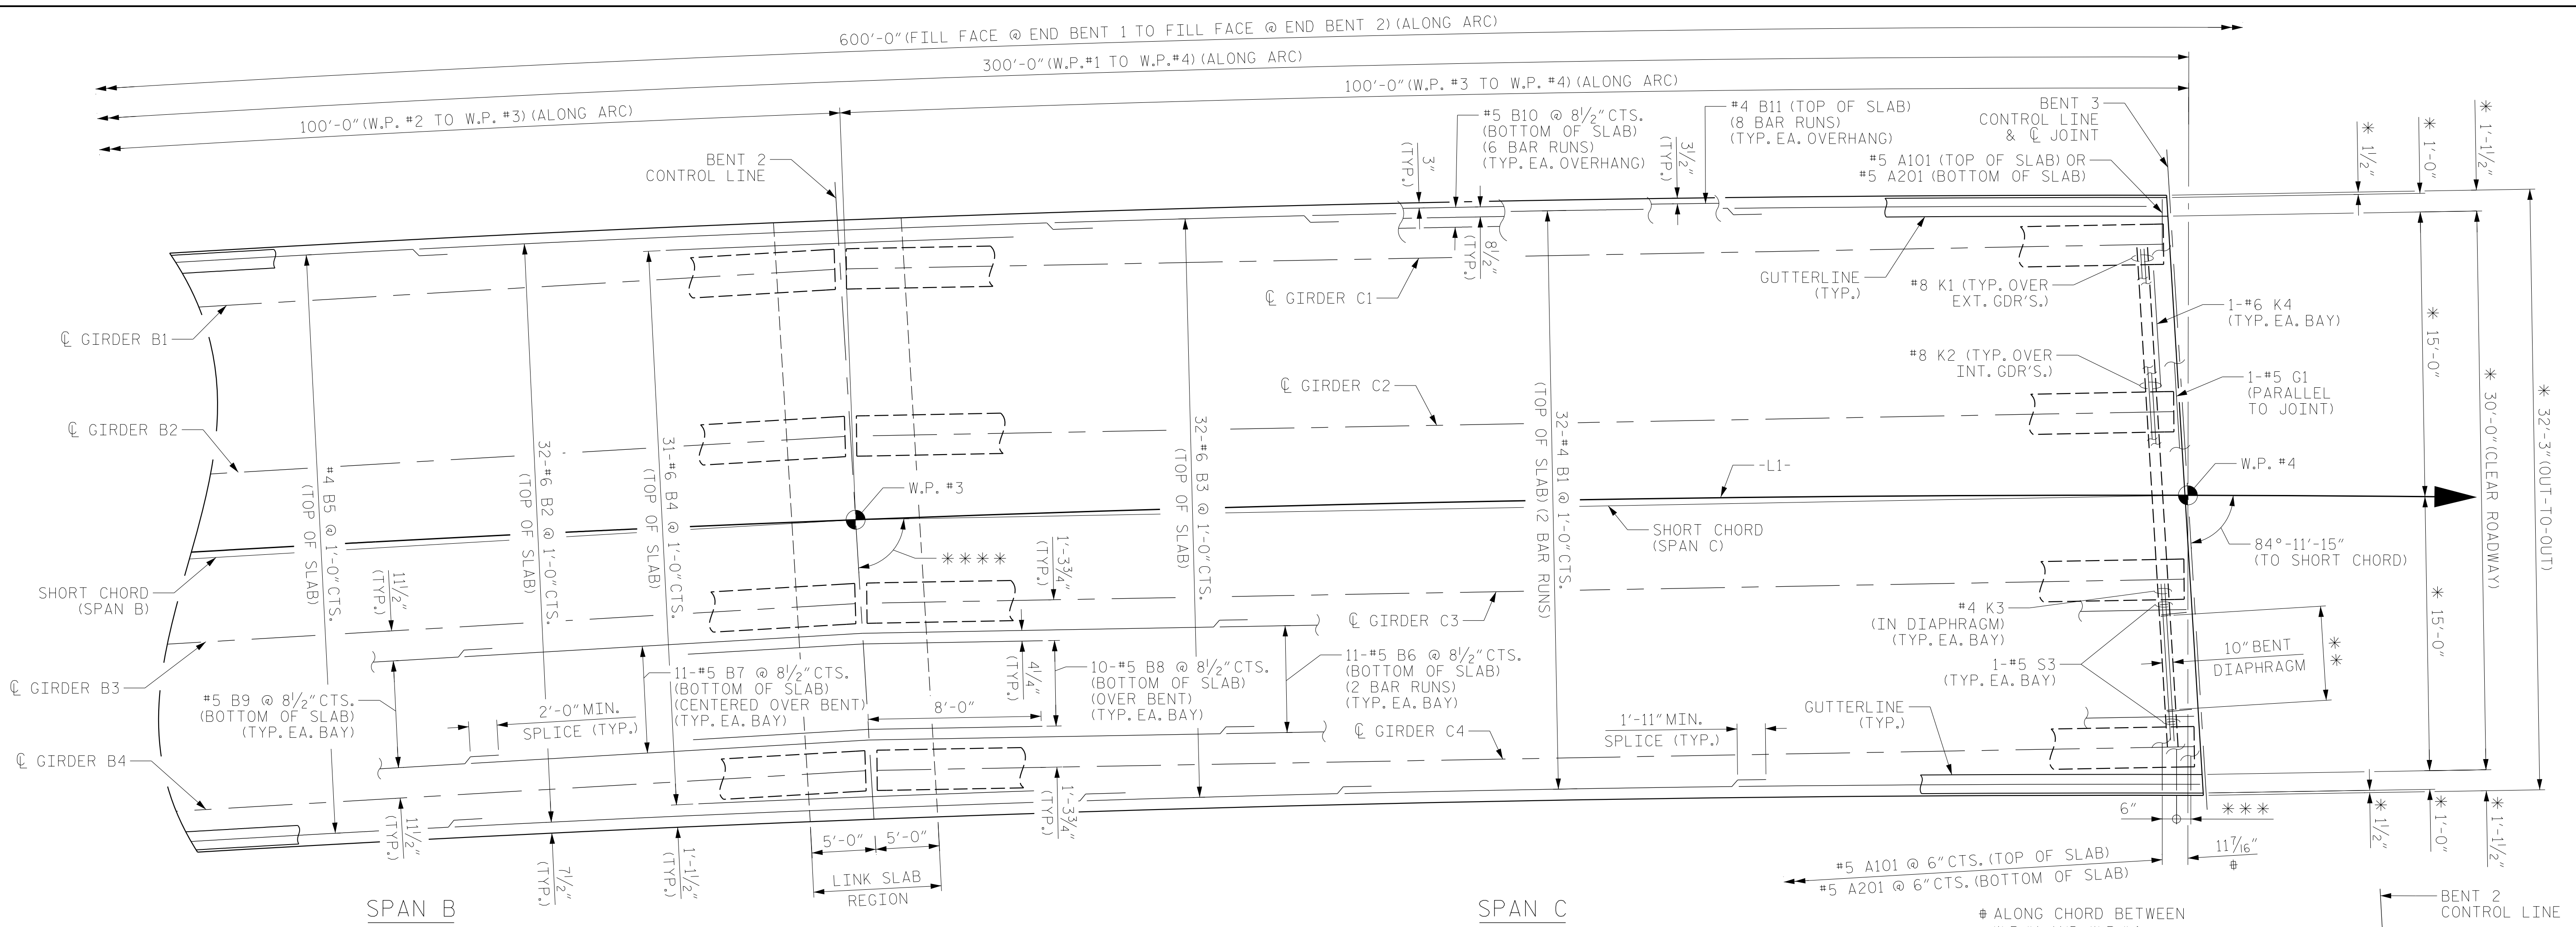 600'-0" (FILL FACE @ END BENT 1 TO FILL FACE @ END BENT 2) (ALONG ARC)
300'-0" (W.P. #1 TO W.P. #4) (ALONG ARC)
100'-0" (W.P. #3 TO W.P. #4) (ALONG ARC)
100'-0" (W.P. #2 TO W.P. #3) (ALONG ARC)
BENT 2
CONTROL LINE
3"
(TYP.)
#5 B10 @ 8½" CTS.
(BOTTOM OF SLAB)
(6 BAR RUNS)
(TYP. EA. OVERHANG)
3½"
(TYP.)
#4 B11 (TOP OF SLAB)
(8 BAR RUNS)
(TYP. EA. OVERHANG)
BENT 3
CONTROL LINE
& ℄ JOINT
#5 A101 (TOP OF SLAB) OR
#5 A201 (BOTTOM OF SLAB)
* 1½"
* 1'-0"
* 1'-1½"
8½"
(TYP.)
GUTTERLINE
(TYP.)
#8 K1 (TYP. OVER
EXT. GDR'S.)
1-#6 K4
(TYP. EA. BAY)
℄ GIRDER C1
℄ GIRDER B1
#8 K2 (TYP. OVER
INT. GDR'S.)
1-#5 G1
(PARALLEL
TO JOINT)
* 15'-0"
* 30'-0" (CLEAR ROADWAY)
* 32'-3" (OUT-TO-OUT)
℄ GIRDER C2
℄ GIRDER B2
#4 B5 @ 1'-0" CTS.
(TOP OF SLAB)
32-#6 B2 @ 1'-0" CTS.
(TOP OF SLAB)
31-#6 B4 @ 1'-0" CTS.
(TOP OF SLAB)
32-#6 B3 @ 1'-0" CTS.
(TOP OF SLAB)
32-#4 B1 @ 1'-0" CTS.
(TOP OF SLAB) (2 BAR RUNS)
-L1-
W.P. #4
W.P. #3
SHORT CHORD
(SPAN C)
84°-11'-15"
(TO SHORT CHORD)
****
1'-3¾"
(TYP.)
SHORT CHORD
(SPAN B)
11½"
(TYP.)
#4 K3
(IN DIAPHRAGM)
(TYP. EA. BAY)
℄ GIRDER C3
* 15'-0"
10" BENT
DIAPHRAGM
**
1-#5 S3
(TYP. EA. BAY)
℄ GIRDER B3
#5 B9 @ 8½" CTS.
(BOTTOM OF SLAB)
(TYP. EA. BAY)
2'-0" MIN.
SPLICE (TYP.)
11-#5 B7 @ 8½" CTS.
(BOTTOM OF SLAB)
(CENTERED OVER BENT)
(TYP. EA. BAY)
8'-0"
4¼"
(TYP.)
10-#5 B8 @ 8½" CTS.
(BOTTOM OF SLAB)
(OVER BENT)
(TYP. EA. BAY)
11-#5 B6 @ 8½" CTS.
(BOTTOM OF SLAB)
(2 BAR RUNS)
(TYP. EA. BAY)
℄ GIRDER C4
1'-11" MIN.
SPLICE (TYP.)
GUTTERLINE
(TYP.)
℄ GIRDER B4
11½"
(TYP.)
7½"
(TYP.)
1'-1½"
(TYP.)
5'-0"
5'-0"
LINK SLAB
REGION
1'-3¾"
(TYP.)
6"
***
* 1½"
* 1'-0"
* 1'-1½"
11⁄16"
#5 A101 @ 6" CTS. (TOP OF SLAB)
#5 A201 @ 6" CTS. (BOTTOM OF SLAB)
SPAN B
SPAN C
ALONG CHORD BETWEEN
BENT 2
CONTROL LINE